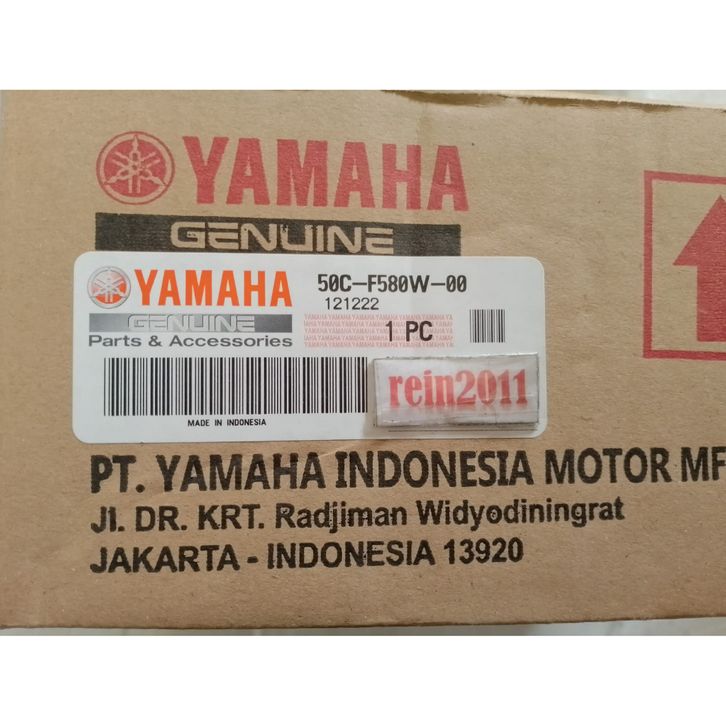 YAMAHA
GENUINE
YAMAHA
GENUINE
Parts & Accessories
50C-F580W-00
121222
1 PC
MADE IN INDONESIA
rein2011
PT. YAMAHA INDONESIA MOTOR MF
Jl. DR. KRT. Radjiman Widyodiningrat
JAKARTA - INDONESIA 13920